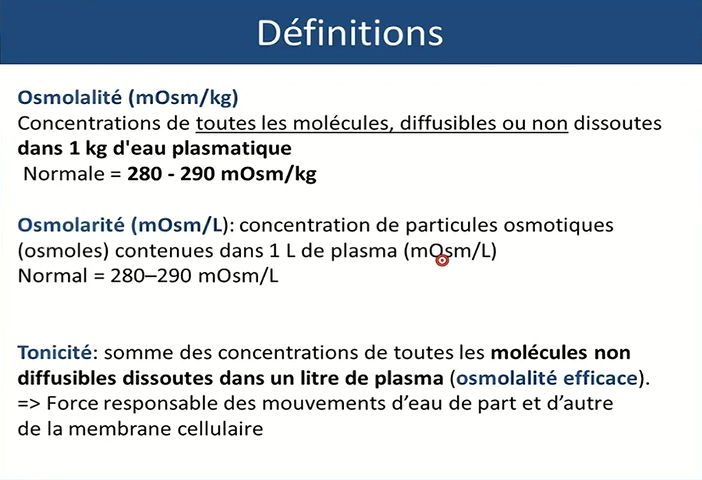 Définitions
Osmolalité (mOsm/kg)
Concentrations de toutes les molécules, diffusibles ou non dissoutes
dans 1 kg d'eau plasmatique
Normale = 280 - 290 mOsm/kg
Osmolarité (mOsm/L): concentration de particules osmotiques
(osmoles) contenues dans 1 L de plasma (mOsm/L)
Normal = 280–290 mOsm/L
Tonicité: somme des concentrations de toutes les molécules non
diffusibles dissoutes dans un litre de plasma (osmolalité efficace).
=> Force responsable des mouvements d’eau de part et d’autre
de la membrane cellulaire